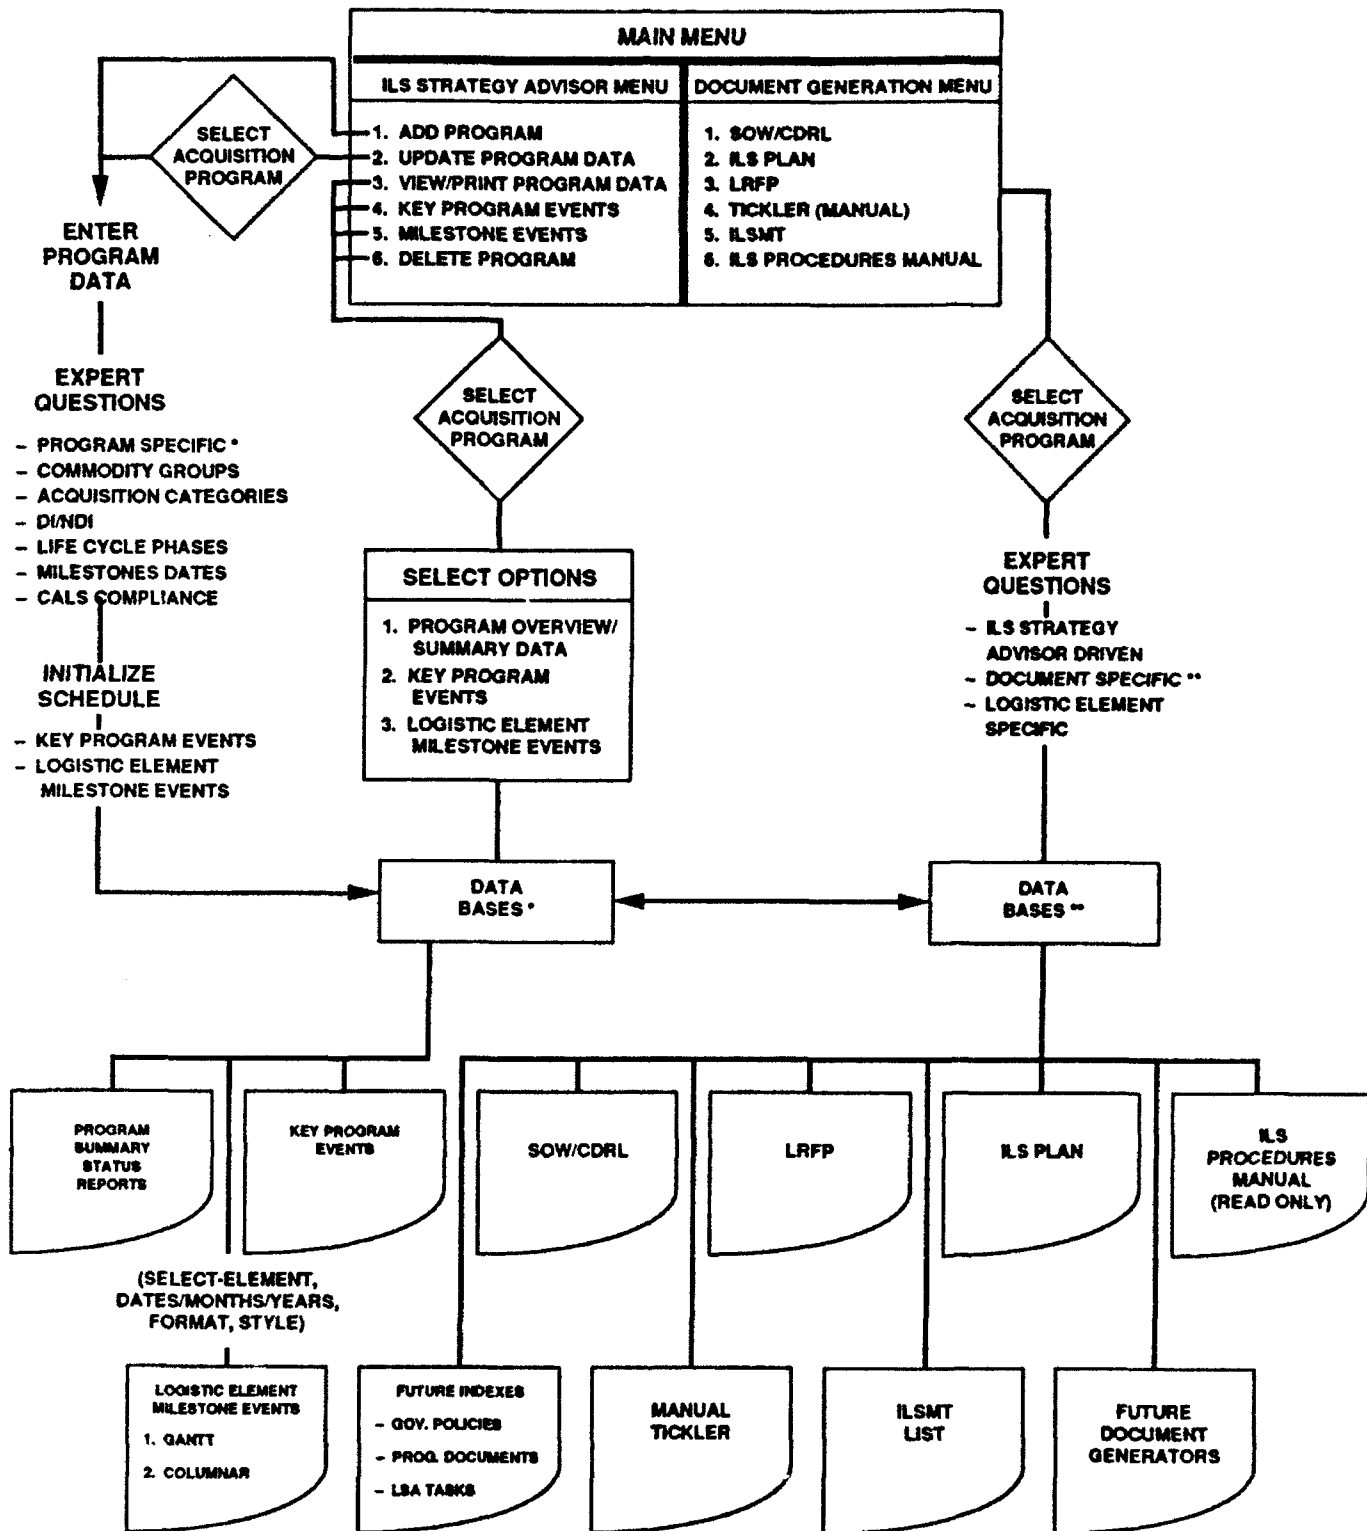 MAIN MENU
ILS STRATEGY ADVISOR MENU
1. ADD PROGRAM
2. UPDATE PROGRAM DATA
3. VIEW/PRINT PROGRAM DATA
4. KEY PROGRAM EVENTS
5. MILESTONE EVENTS
6. DELETE PROGRAM
DOCUMENT GENERATION MENU
1. SOW/CDRL
2. ILS PLAN
3. LRFP
4. TICKLER (MANUAL)
5. ILSMT
6. ILS PROCEDURES MANUAL
SELECT
ACQUISITION
PROGRAM
ENTER
PROGRAM
DATA
EXPERT
QUESTIONS
– PROGRAM SPECIFIC *
– COMMODITY GROUPS
– ACQUISITION CATEGORIES
– DI/NDI
– LIFE CYCLE PHASES
– MILESTONES DATES
– CALS COMPLIANCE
INITIALIZE
SCHEDULE
– KEY PROGRAM EVENTS
– LOGISTIC ELEMENT
MILESTONE EVENTS
SELECT
ACQUISITION
PROGRAM
SELECT OPTIONS
1. PROGRAM OVERVIEW/
SUMMARY DATA
2. KEY PROGRAM
EVENTS
3. LOGISTIC ELEMENT
MILESTONE EVENTS
SELECT
ACQUISITION
PROGRAM
EXPERT
QUESTIONS
– ILS STRATEGY
ADVISOR DRIVEN
– DOCUMENT SPECIFIC **
– LOGISTIC ELEMENT
SPECIFIC
DATA
BASES *
DATA
BASES **
PROGRAM
SUMMARY
STATUS
REPORTS
KEY PROGRAM
EVENTS
SOW/CDRL
LRFP
ILS PLAN
ILS
PROCEDURES
MANUAL
(READ ONLY)
(SELECT-ELEMENT,
DATES/MONTHS/YEARS,
FORMAT, STYLE)
LOGISTIC ELEMENT
MILESTONE EVENTS
1. GANTT
2. COLUMNAR
FUTURE INDEXES
– GOV. POLICIES
– PROG. DOCUMENTS
– LSA TASKS
MANUAL
TICKLER
ILSMT
LIST
FUTURE
DOCUMENT
GENERATORS